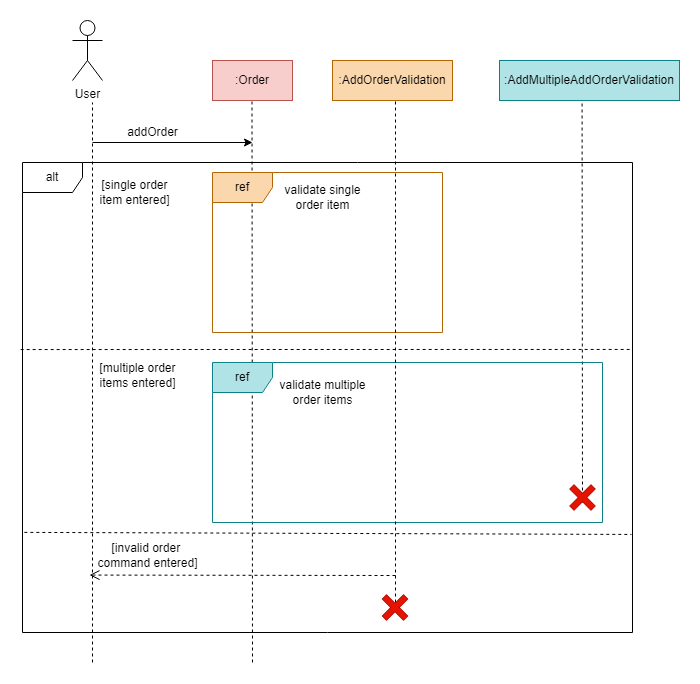 User
:Order
:AddOrderValidation
:AddMultipleAddOrderValidation
addOrder
alt
[single order
item entered]
ref
validate single
order item
[multiple order
items entered]
ref
validate multiple
order items
[invalid order
command entered]